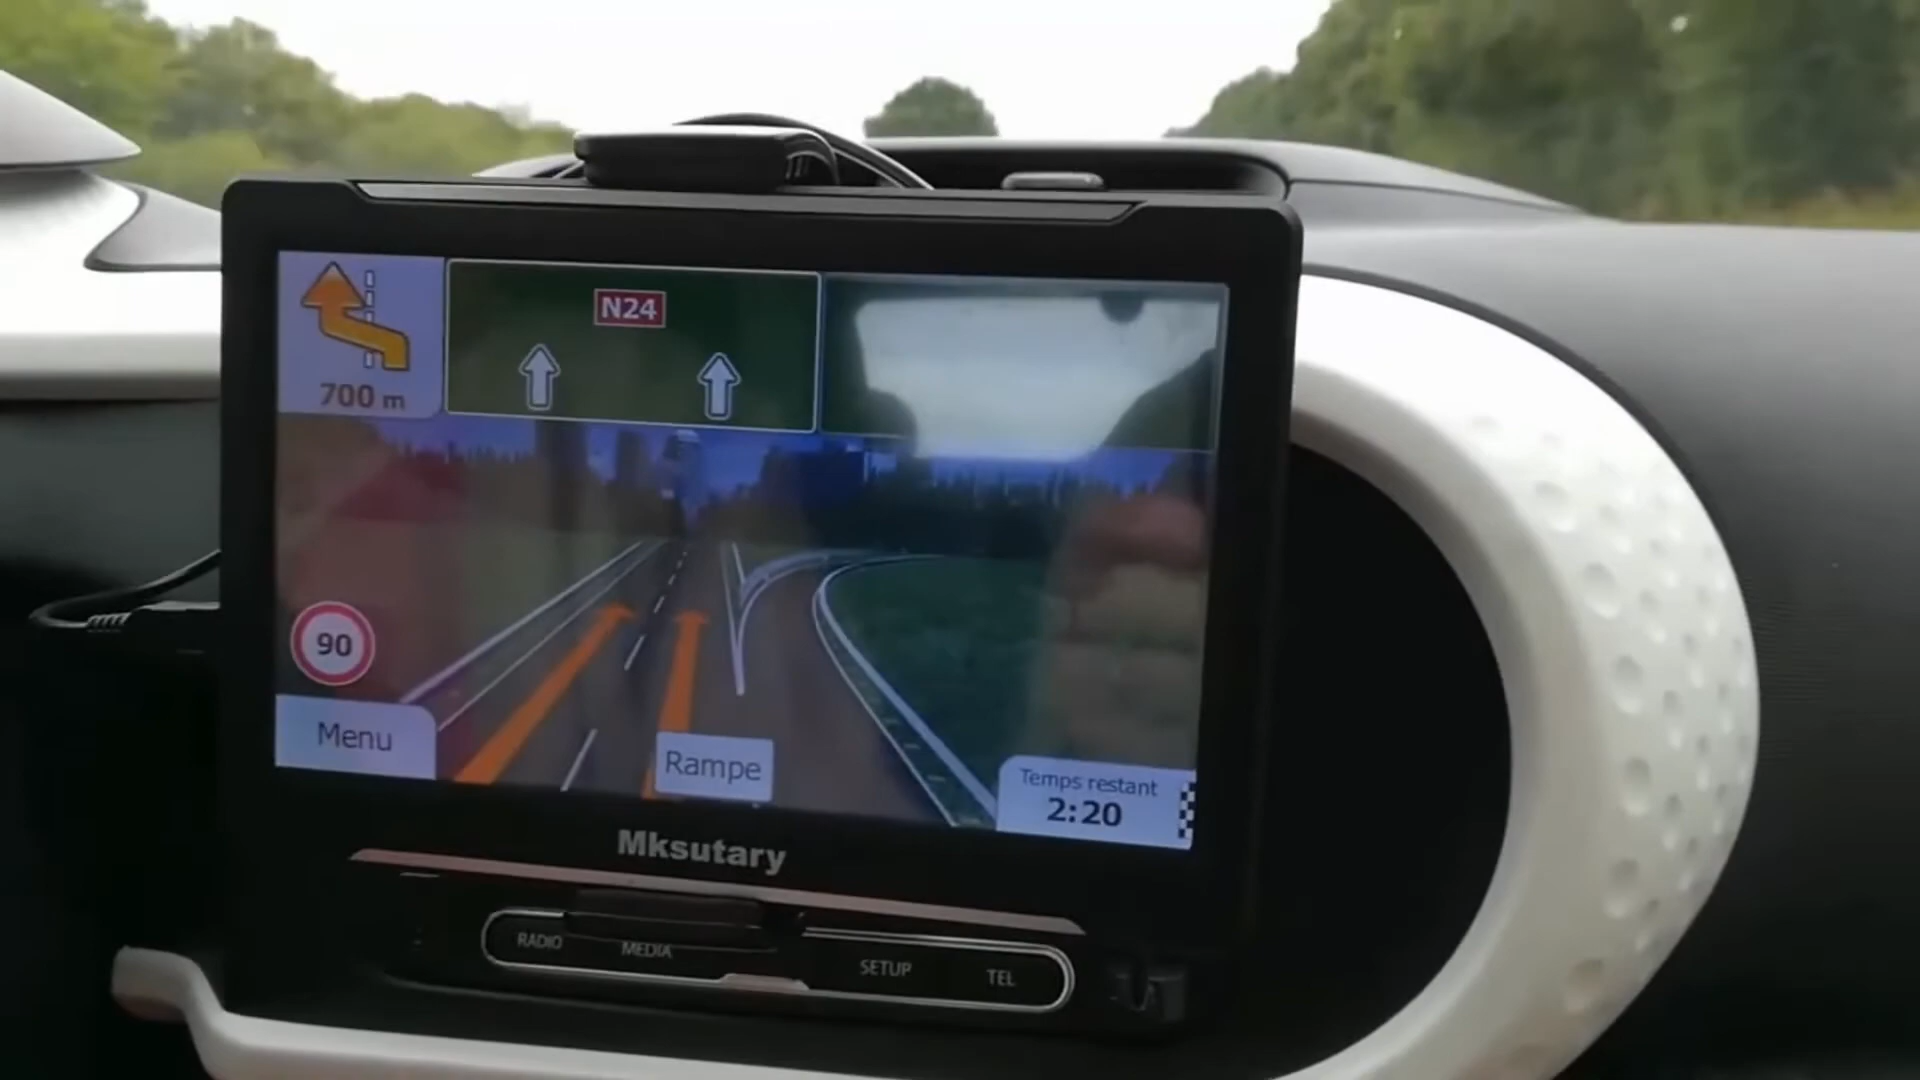 N24
700 m
90
Menu
Rampe
Temps restant
2:20
Mksutary
RADIO
MEDIA
SETUP
TEL